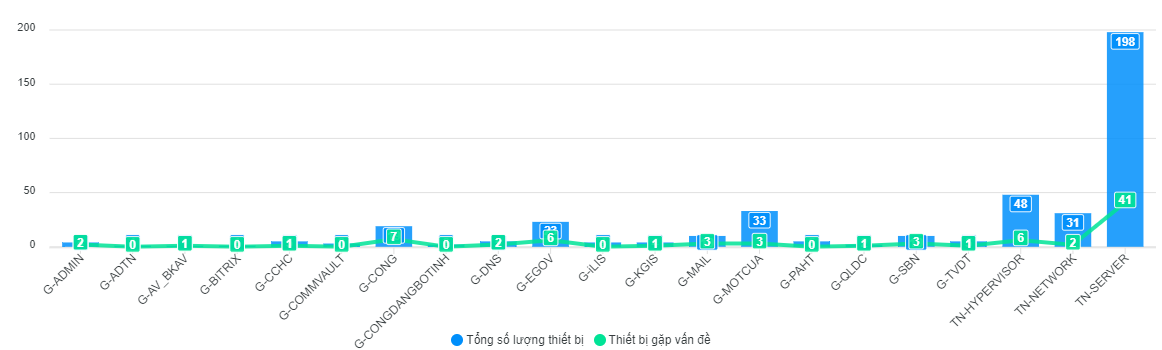 200
150
100
50
0
198
48
33
31
23
2
0
1
0
1
0
7
0
2
6
0
1
3
3
0
1
3
1
6
2
41
G-ADMIN
G-ADTN
G-AV_BKAV
G-BITRIX
G-CCHC
G-COMMVAULT
G-CONG
G-CONGDANGBOTINH
G-DNS
G-EGOV
G-ILIS
G-KGIS
G-MAIL
G-MOTCUA
G-PAHT
G-QLDC
G-SBN
G-TVDT
TN-HYPERVISOR
TN-NETWORK
TN-SERVER
Tổng số lượng thiết bị
Thiết bị gặp vấn đề